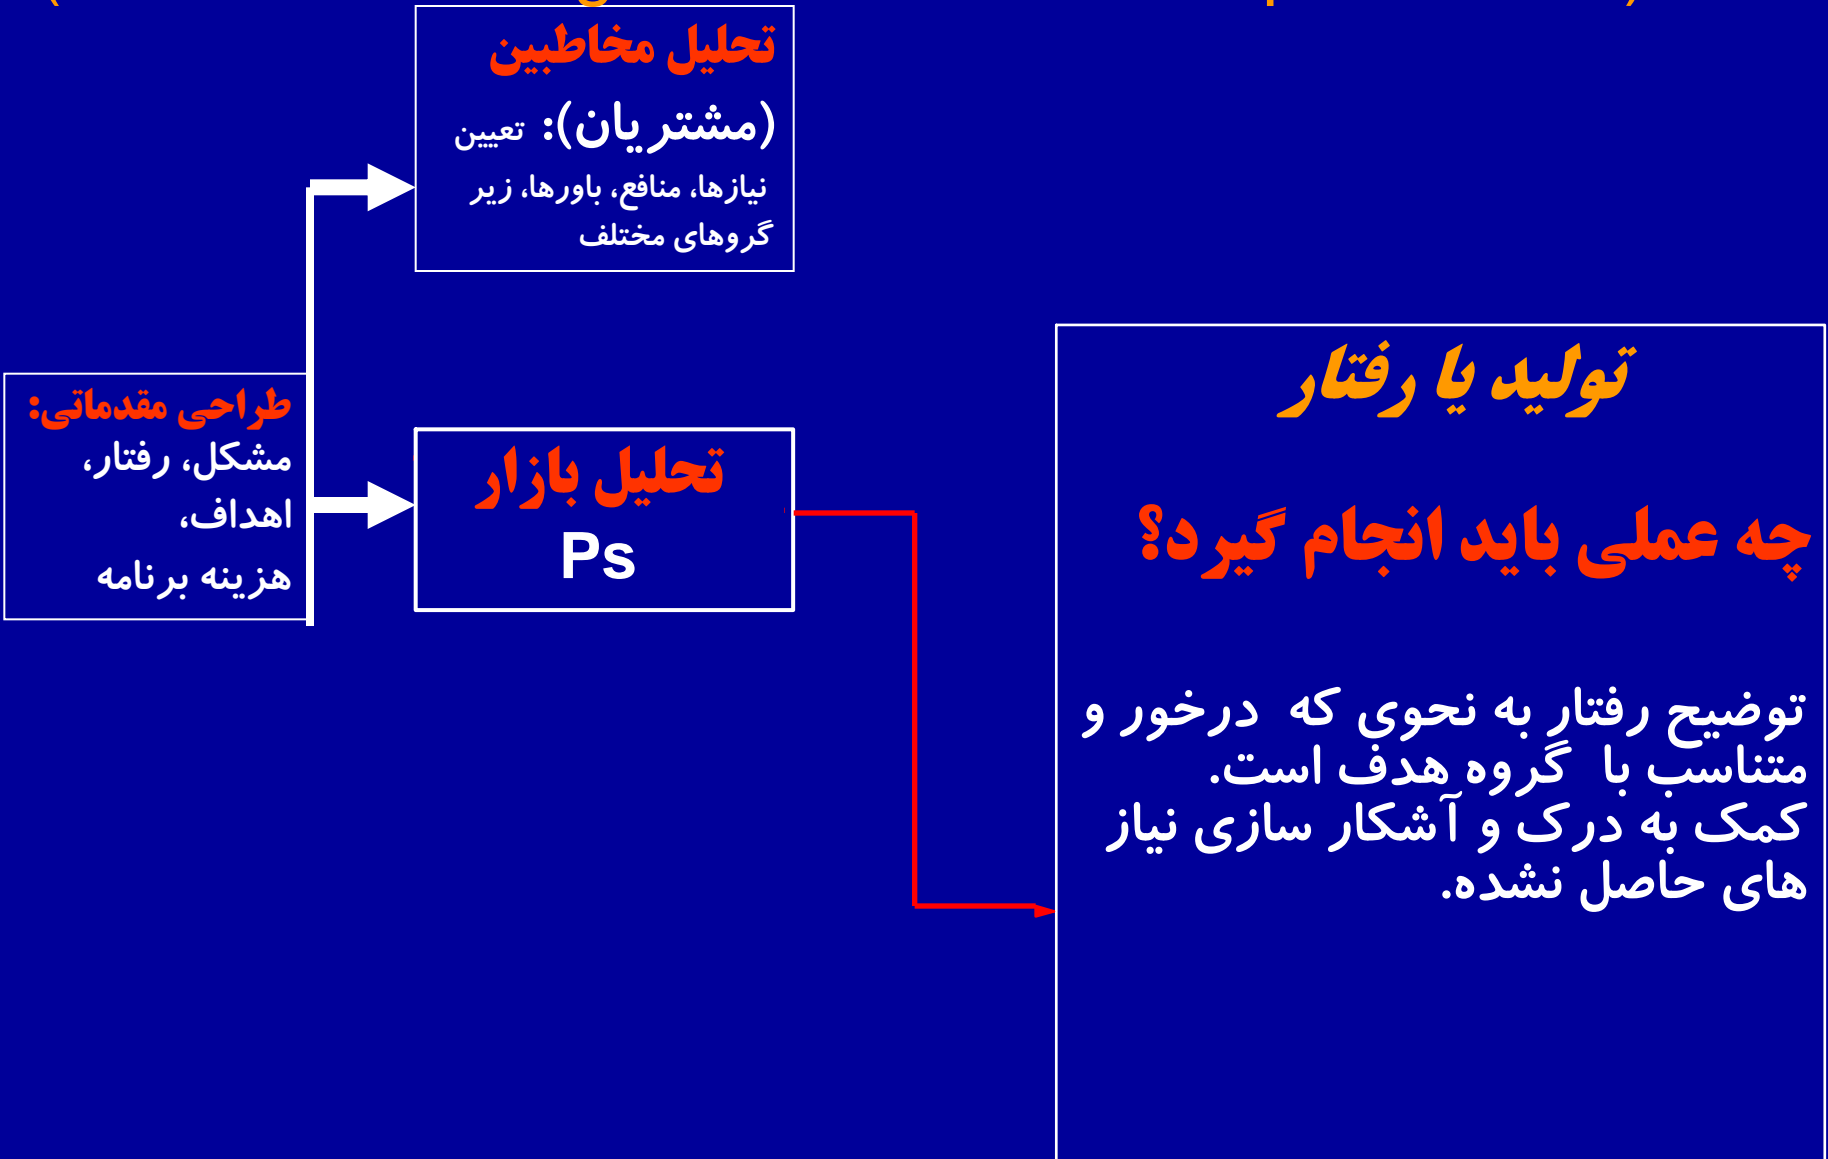 تحلیل مخاطبین
(مشتریان): تعیین
نیازها، منافع، باورها، زیر
گروهای مختلف
طراحی مقدماتی:
مشکل، رفتار،
اهداف،
هزینه برنامه
تحلیل بازار
Ps
تولید یا رفتار
چه عملی باید انجام گیرد؟
توضیح رفتار به نحوی که درخور و
متناسب با گروه هدف است.
کمک به درک و آشکار سازی نیاز
های حاصل نشده.